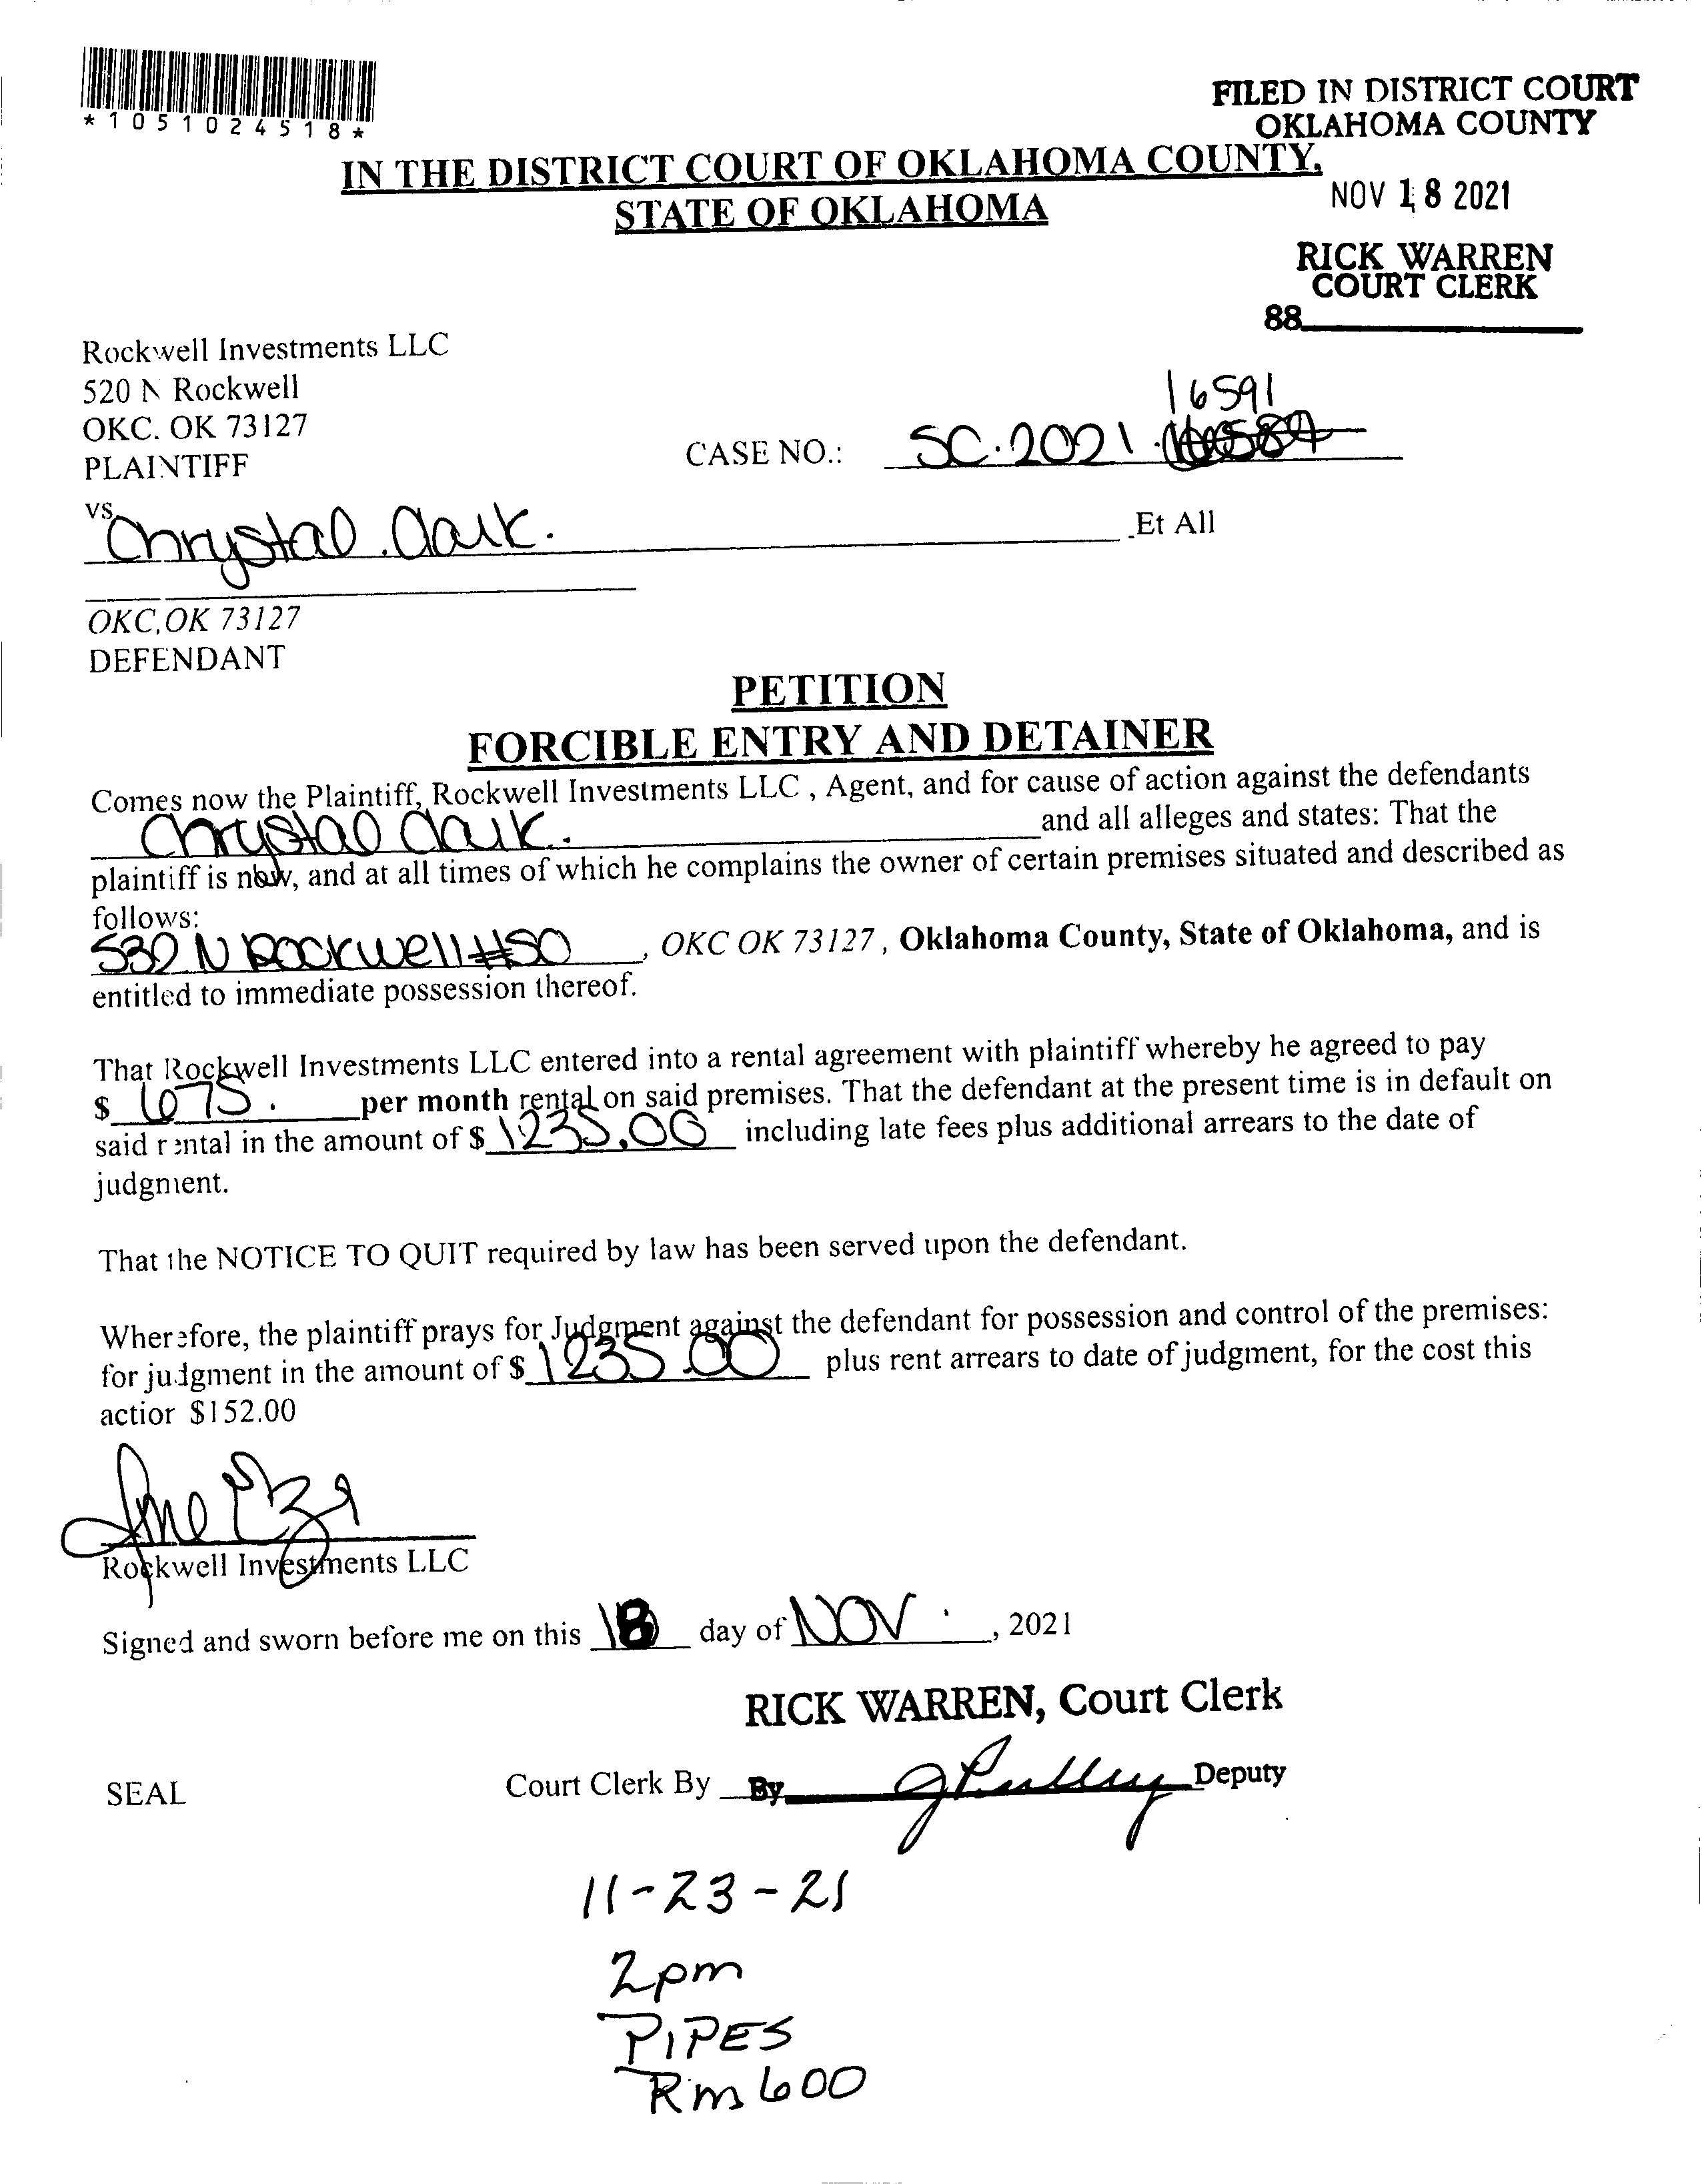 *1051024518*
FILED IN DISTRICT COURT
OKLAHOMA COUNTY
IN THE DISTRICT COURT OF OKLAHOMA COUNTY,
STATE OF OKLAHOMA
NOV 18 2021
RICK WARREN
COURT CLERK
88
Rockwell Investments LLC
520 N Rockwell
OKC. OK 73127
PLAINTIFF
16591
CASE NO.: SC.2021.
vs.
Chrystal Clark. Et All
OKC, OK 73127
DEFENDANT
PETITION
FORCIBLE ENTRY AND DETAINER
Comes now the Plaintiff, Rockwell Investments LLC , Agent, and for cause of action against the defendants
Chrystal Clark. and all alleges and states: That the
plaintiff is now, and at all times of which he complains the owner of certain premises situated and described as
follows:
532 N Rockwell #50 , OKC OK 73127 , Oklahoma County, State of Oklahoma, and is
entitled to immediate possession thereof.
That Rockwell Investments LLC entered into a rental agreement with plaintiff whereby he agreed to pay
$ 675. per month rental on said premises. That the defendant at the present time is in default on
said rental in the amount of $ 1235.00 including late fees plus additional arrears to the date of
judgment.
That the NOTICE TO QUIT required by law has been served upon the defendant.
Wherefore, the plaintiff prays for Judgment against the defendant for possession and control of the premises:
for judgment in the amount of $ 1235.00 plus rent arrears to date of judgment, for the cost this
action $152.00
Rockwell Investments LLC
Signed and sworn before me on this 18 day of NOV. , 2021
RICK WARREN, Court Clerk
SEAL Court Clerk By By Deputy
11-23-21
2pm
PIPES
Rm 600